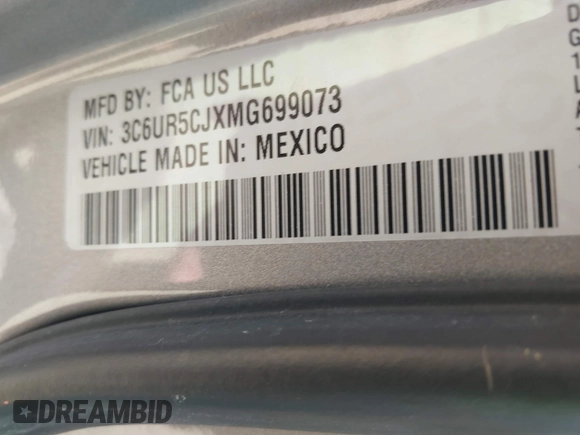 MFD BY: FCA US LLC
VIN: 3C6UR5CJXMG699073
VEHICLE MADE IN: MEXICO
DREAMBID